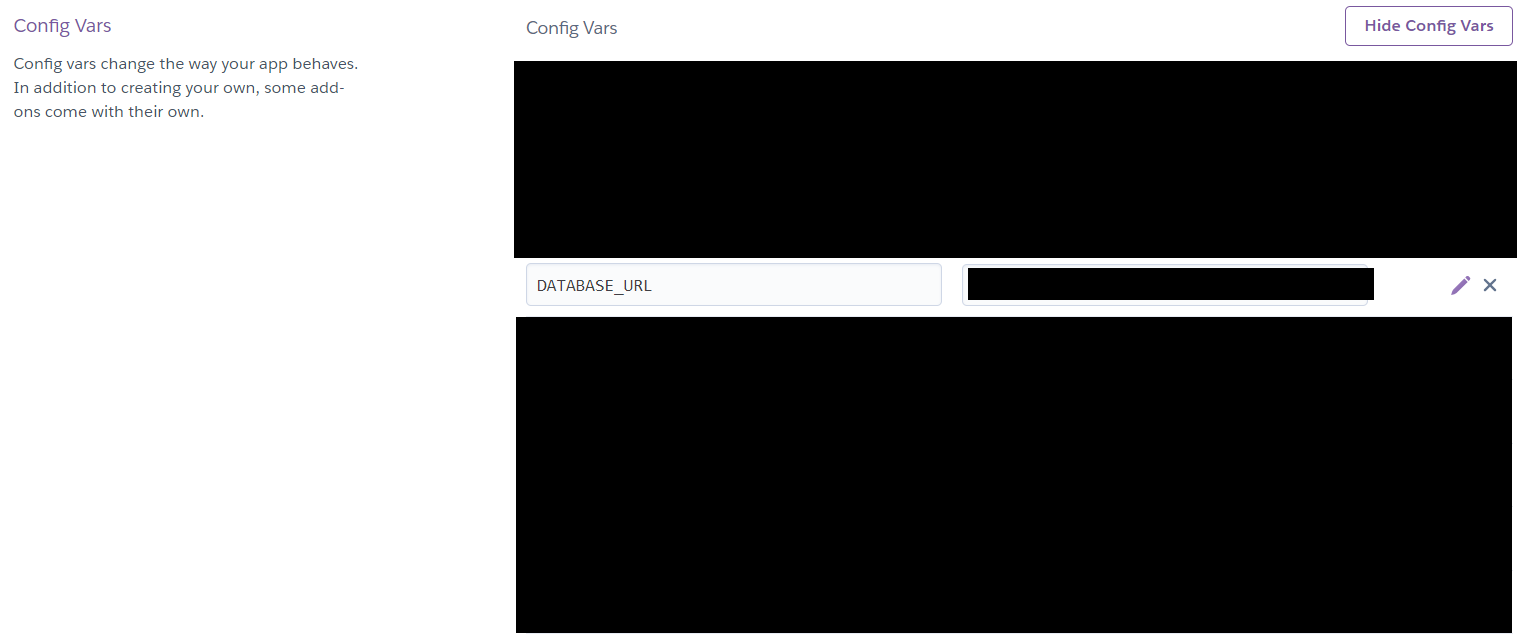 Config Vars
Config vars change the way your app behaves.
In addition to creating your own, some add-
ons come with their own.
Config Vars
Hide Config Vars
DATABASE_URL